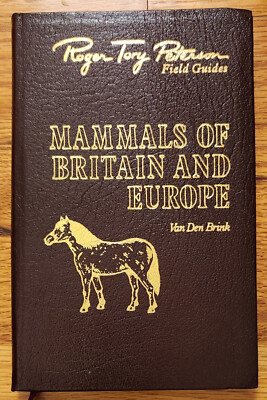 Roger Tory Peterson
Field Guides
MAMMALS OF
BRITAIN AND
EUROPE
Van Den Brink